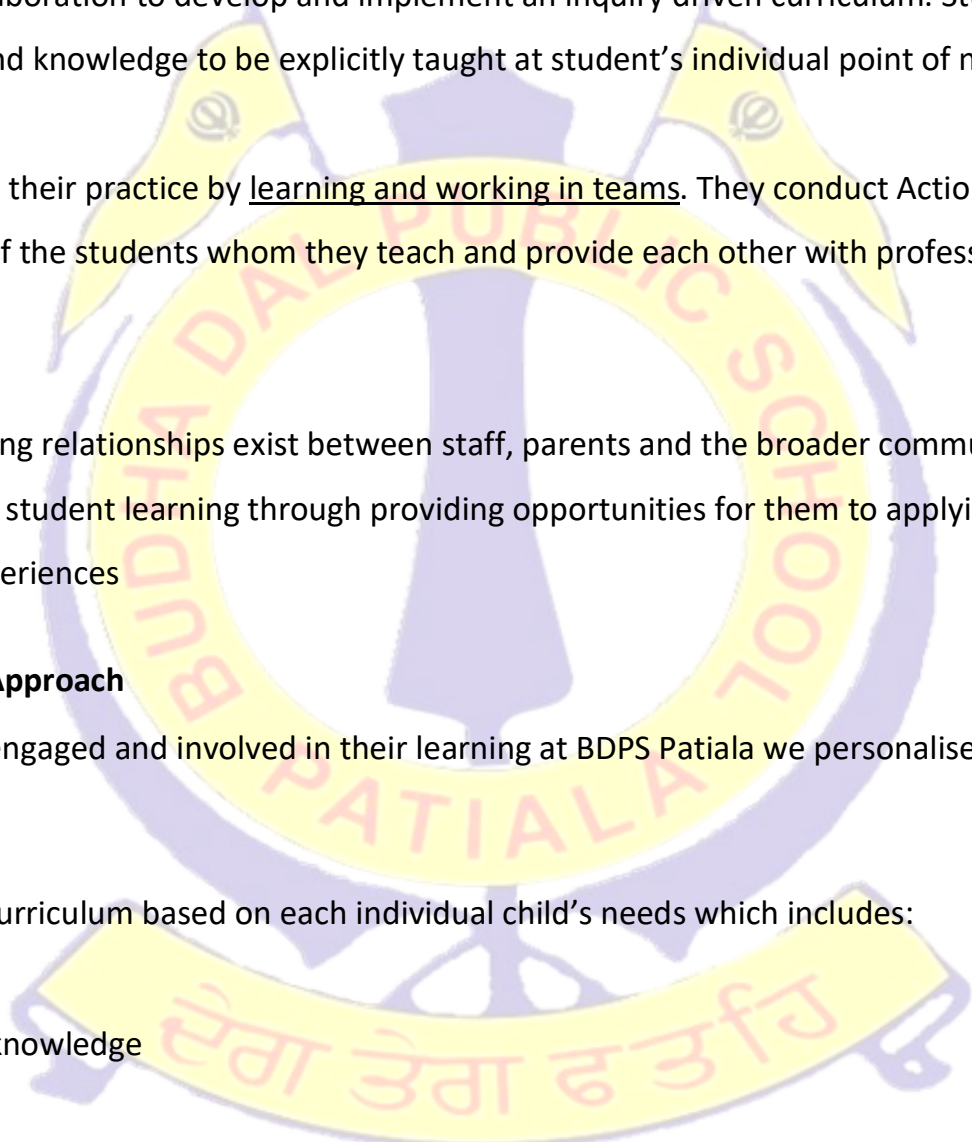 aboration to develop and implement an inquiry driven curriculum. St
nd knowledge to be explicitly taught at student's individual point of n
their practice by learning and working in teams. They conduct Actio
f the students whom they teach and provide each other with profess
ng relationships exist between staff, parents and the broader commu
student learning through providing opportunities for them to applyi
eriences
Approach
engaged and involved in their learning at BDPS Patiala we personalise
urriculum based on each individual child's needs which includes:
knowledge
BUDHA DAL PUBLIC SCHOOL
PATIALA
ਦੇਗ ਤੇਗ ਫਤਹਿ